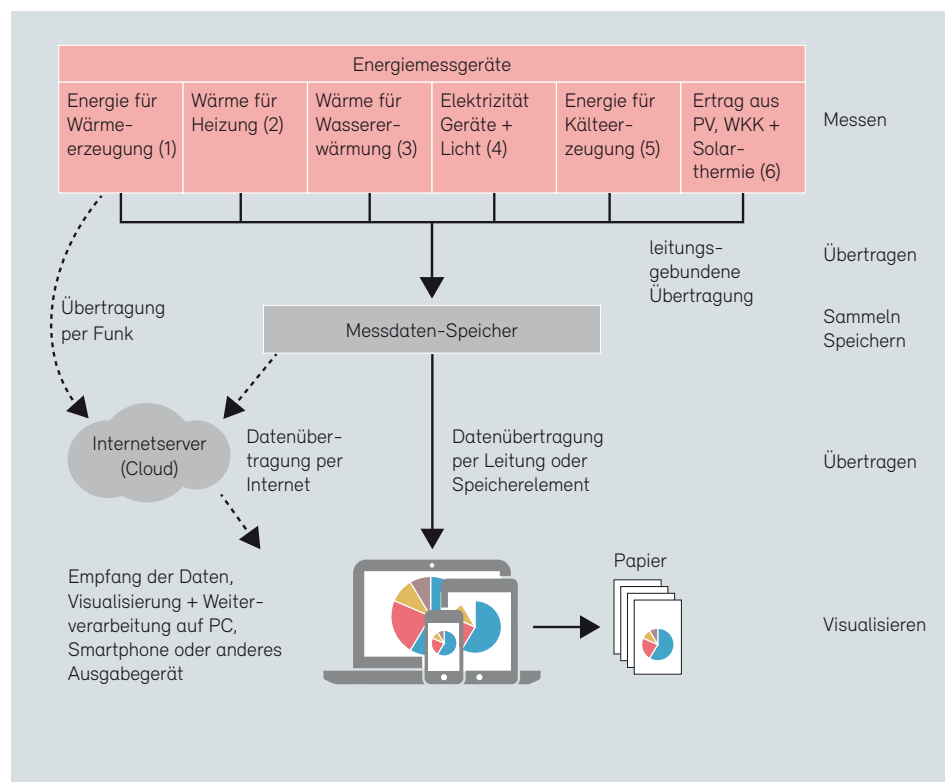 Energiemessgeräte
Energie für
Wärme-
erzeugung (1)
Wärme für
Heizung (2)
Wärme für
Wasserer-
wärmung (3)
Elektrizität
Geräte +
Licht (4)
Energie für
Kälteer-
zeugung (5)
Ertrag aus
PV, WKK +
Solar-
thermie (6)
Messen
leitungs-
gebundene
Übertragung
Übertragen
Übertragung
per Funk
Messdaten-Speicher
Sammeln
Speichern
Internetserver
(Cloud)
Datenüber-
tragung per
Internet
Datenübertragung
per Leitung oder
Speicherelement
Übertragen
Empfang der Daten,
Visualisierung + Weiter-
verarbeitung auf PC,
Smartphone oder anderes
Ausgabegerät
Papier
Visualisieren